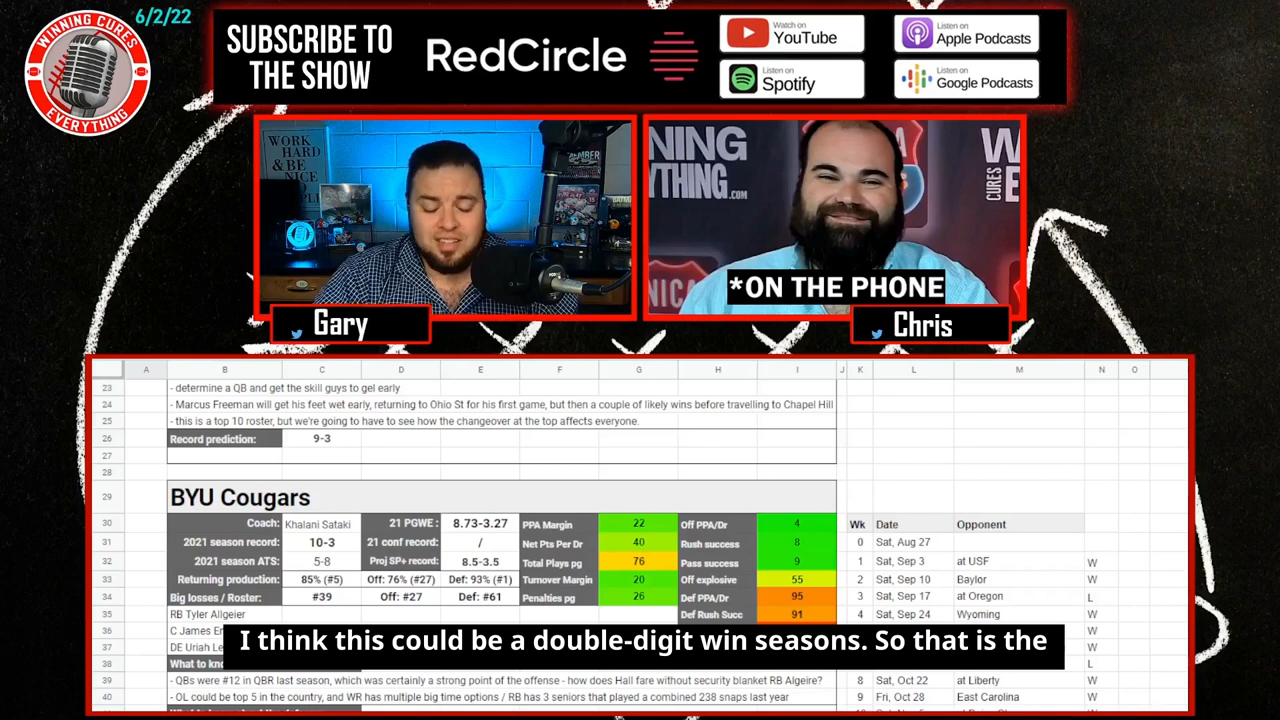 6/2/22
WINNING CURES
EVERYTHING
SUBSCRIBE TO
THE SHOW
RedCircle
Watch on
YouTube
Listen on
Spotify
Listen on
Apple Podcasts
Listen on
Google Podcasts
WORK
HARD
& BE
NICE
NING
YTHING.COM
W
CURES
E
*ON THE PHONE
Gary
Chris
A B C D E F G H I J K L M N O
23 - determine a QB and get the skill guys to gel early
24 - Marcus Freeman will get his feet wet early, returning to Ohio St for his first game, but then a couple of likely wins before travelling to Chapel Hill
25 - this is a top 10 roster, but we're going to have to see how the changeover at the top affects everyone.
26 Record prediction: 9-3
27
28
29 BYU Cougars
30 Coach: Khalani Sataki 21 PGWE : 8.73-3.27 PPA Margin 22 Off PPA/Dr 4 Wk Date Opponent
31 2021 season record: 10-3 21 conf record: / Net Pts Per Dr 40 Rush success 8 0 Sat, Aug 27
32 2021 season ATS: 5-8 Proj SP+ record: 8.5-3.5 Total Plays pg 76 Pass success 9 1 Sat, Sep 3 at USF W
33 Returning production: 85% (#5) Off: 76% (#27) Def: 93% (#1) Turnover Margin 20 Off explosive 55 2 Sat, Sep 10 Baylor W
34 Big losses / Roster: #39 Off: #27 Def: #61 Penalties pg 26 Def PPA/Dr 95 3 Sat, Sep 17 at Oregon L
35 RB Tyler Allgeier Def Rush Succ 91 4 Sat, Sep 24 Wyoming W
36 C James En W
37 DE Uriah Le W
38 What to kno L
I think this could be a double-digit win seasons. So that is the
39 - QBs were #12 in QBR last season, which was certainly a strong point of the offense - how does Hall fare without security blanket RB Algeire? 8 Sat, Oct 22 at Liberty W
40 - OL could be top 5 in the country, and WR has multiple big time options / RB has 3 seniors that played a combined 238 snaps last year 9 Fri, Oct 28 East Carolina W